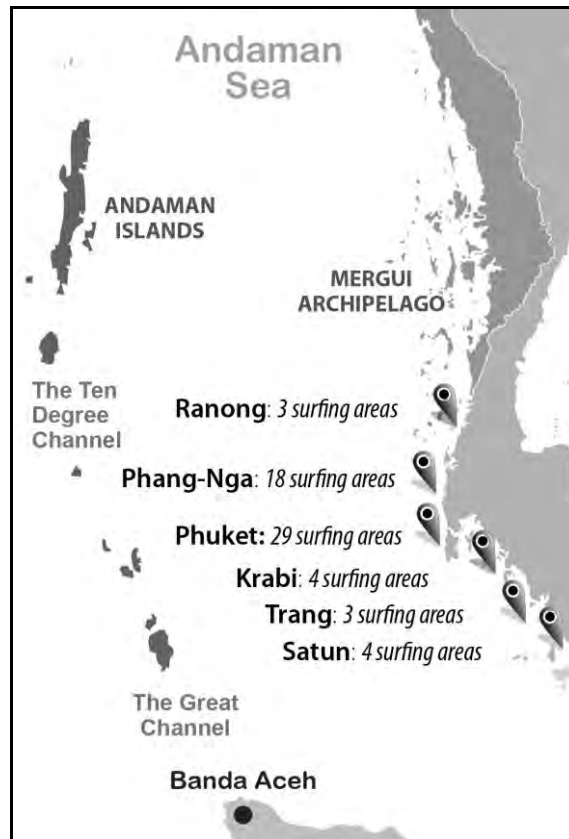 Andaman
Sea
ANDAMAN
ISLANDS
MERGUI
ARCHIPELAGO
The Ten
Degree
Channel
Ranong: 3 surfing areas
Phang-Nga: 18 surfing areas
Phuket: 29 surfing areas
Krabi: 4 surfing areas
Trang: 3 surfing areas
Satun: 4 surfing areas
The Great
Channel
Banda Aceh